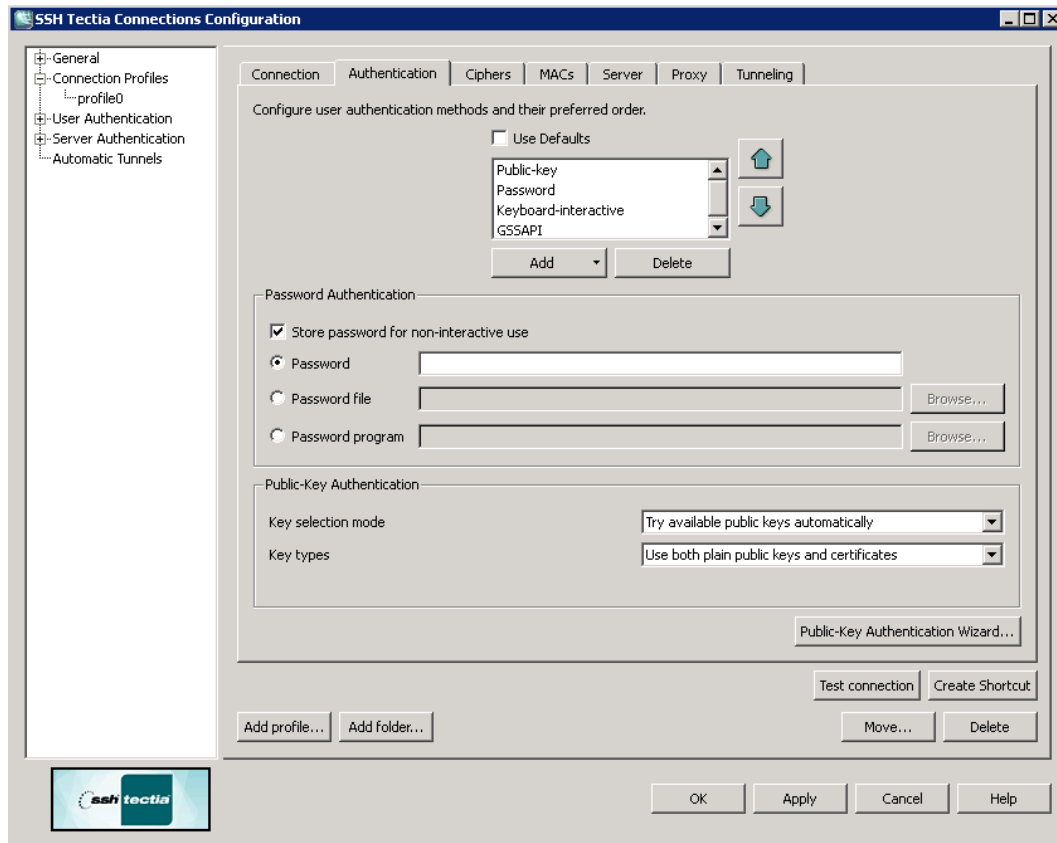 SSH Tectia Connections Configuration
General
Connection Profiles
profile0
User Authentication
Server Authentication
Automatic Tunnels
Connection Authentication Ciphers MACs Server Proxy Tunneling
Configure user authentication methods and their preferred order.
Use Defaults
Public-key
Password
Keyboard-interactive
GSSAPI
Add Delete
Password Authentication
Store password for non-interactive use
Password
Password file Browse...
Password program Browse...
Public-Key Authentication
Key selection mode Try available public keys automatically
Key types Use both plain public keys and certificates
Public-Key Authentication Wizard...
Test connection Create Shortcut
Add profile... Add folder... Move... Delete
ssh tectia
OK Apply Cancel Help